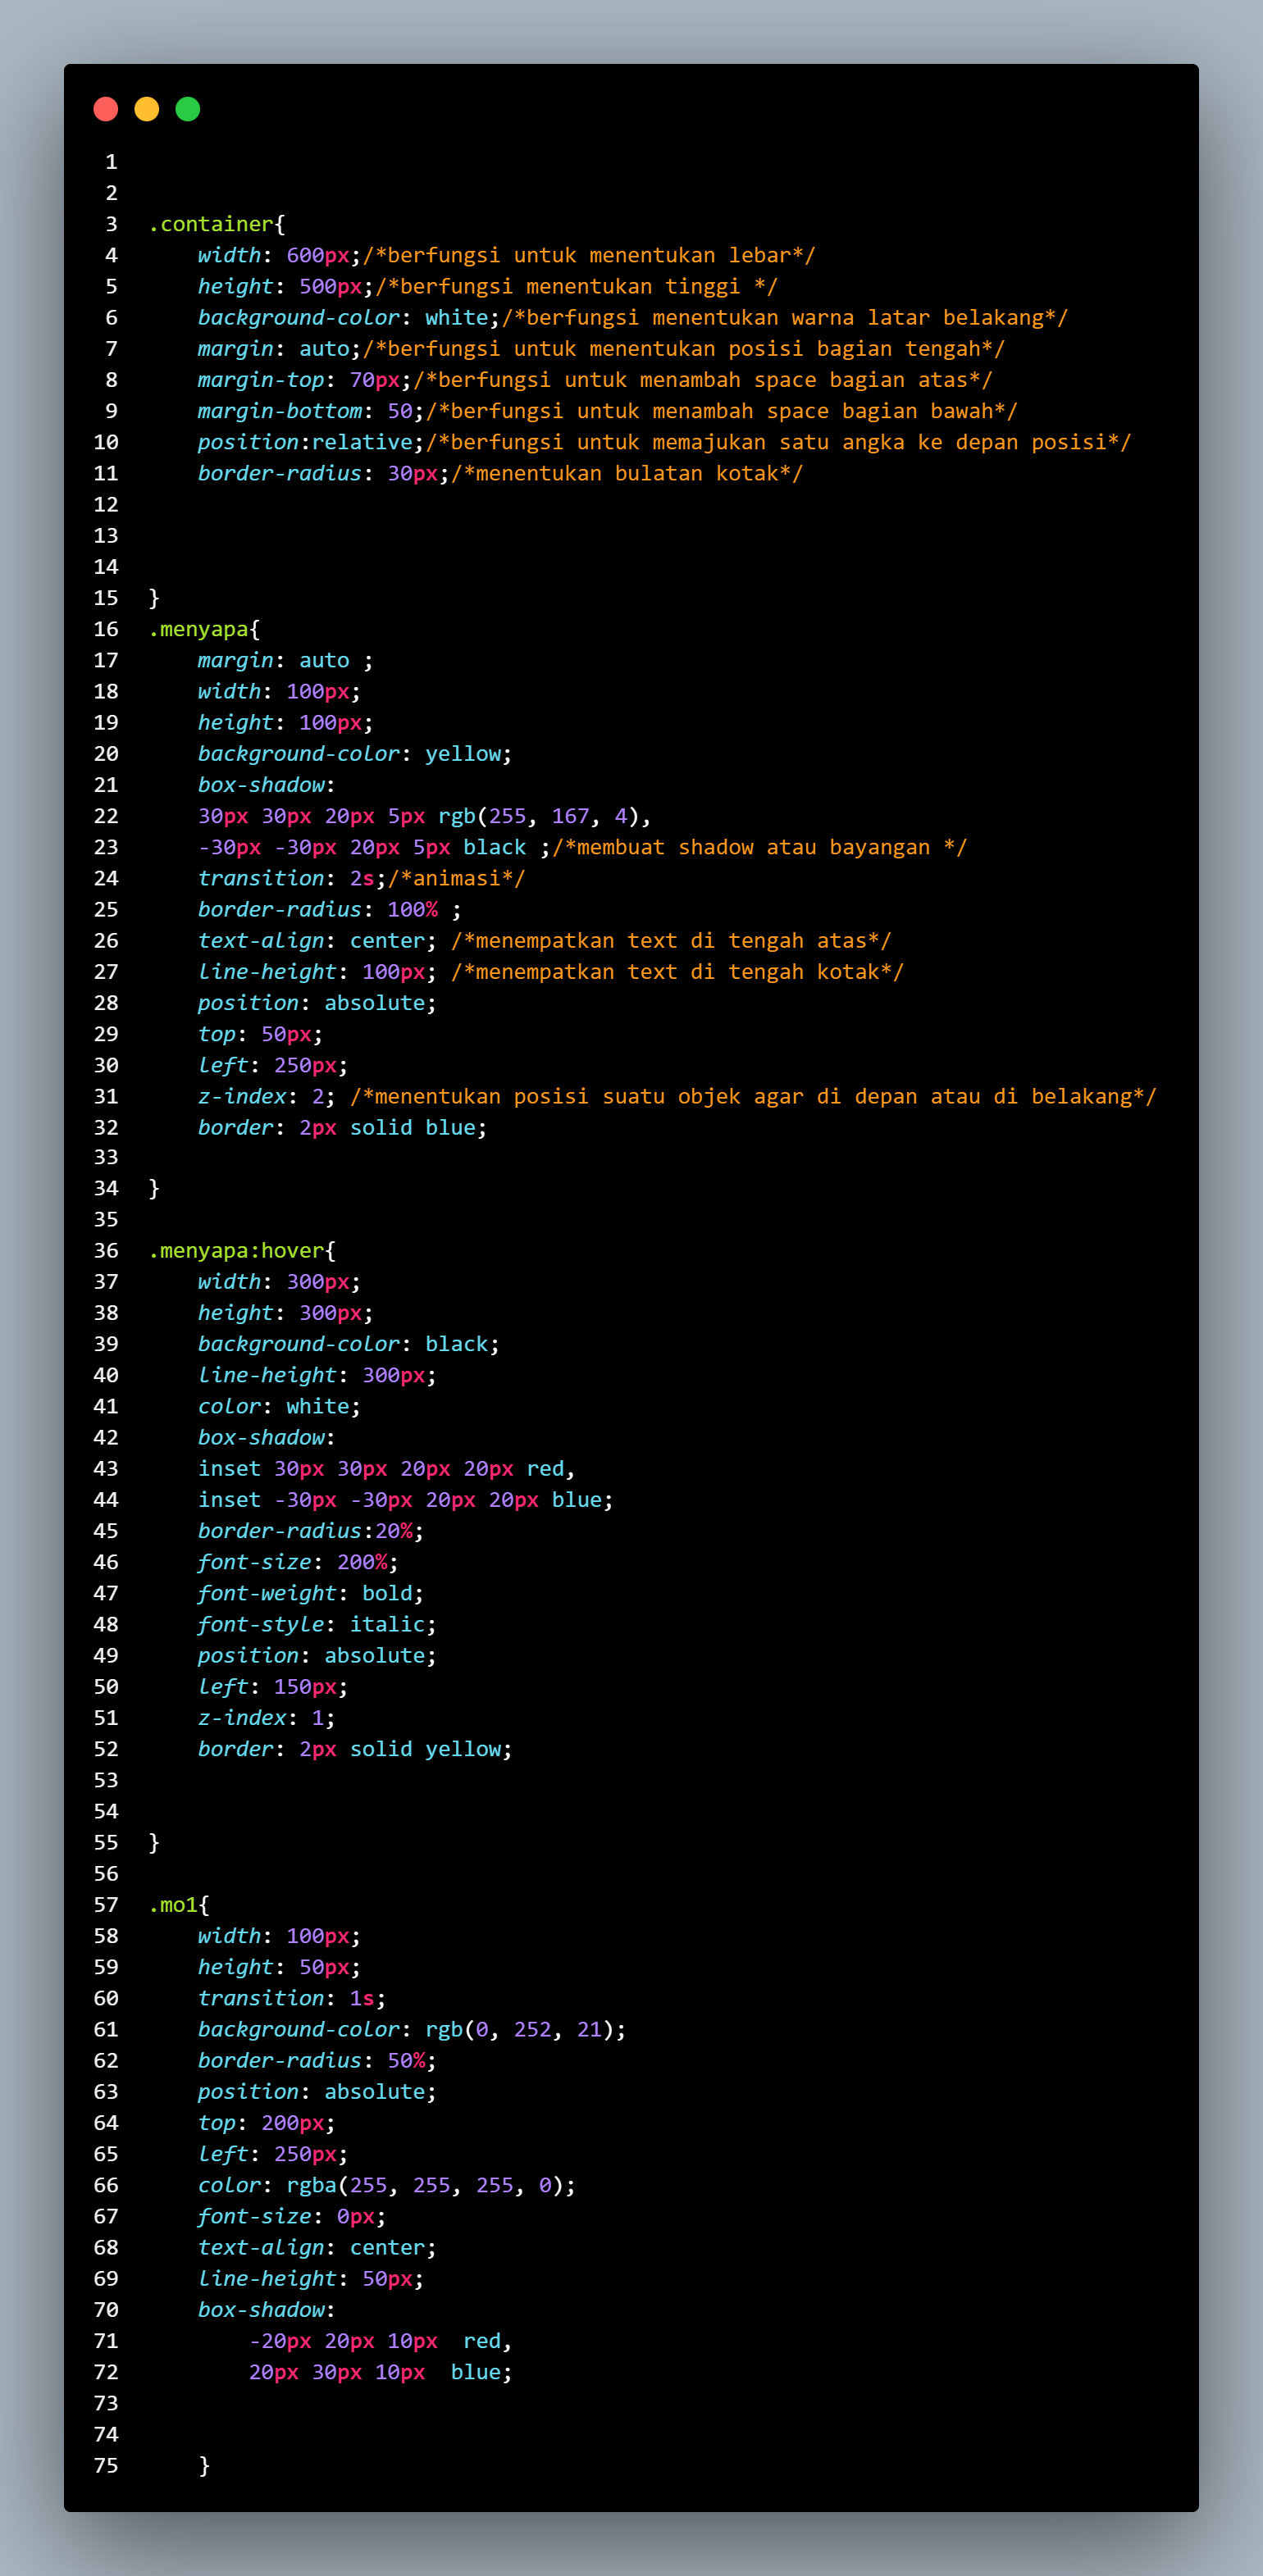 1
2
3 .container{
4 width: 600px;/*berfungsi untuk menentukan lebar*/
5 height: 500px;/*berfungsi menentukan tinggi */
6 background-color: white;/*berfungsi menentukan warna latar belakang*/
7 margin: auto;/*berfungsi untuk menentukan posisi bagian tengah*/
8 margin-top: 70px;/*berfungsi untuk menambah space bagian atas*/
9 margin-bottom: 50;/*berfungsi untuk menambah space bagian bawah*/
10 position:relative;/*berfungsi untuk memajukan satu angka ke depan posisi*/
11 border-radius: 30px;/*menentukan bulatan kotak*/
12
13
14
15 }
16 .menyapa{
17 margin: auto ;
18 width: 100px;
19 height: 100px;
20 background-color: yellow;
21 box-shadow:
22 30px 30px 20px 5px rgb(255, 167, 4),
23 -30px -30px 20px 5px black ;/*membuat shadow atau bayangan */
24 transition: 2s;/*animasi*/
25 border-radius: 100% ;
26 text-align: center; /*menempatkan text di tengah atas*/
27 line-height: 100px; /*menempatkan text di tengah kotak*/
28 position: absolute;
29 top: 50px;
30 left: 250px;
31 z-index: 2; /*menentukan posisi suatu objek agar di depan atau di belakang*/
32 border: 2px solid blue;
33
34 }
35
36 .menyapa:hover{
37 width: 300px;
38 height: 300px;
39 background-color: black;
40 line-height: 300px;
41 color: white;
42 box-shadow:
43 inset 30px 30px 20px 20px red,
44 inset -30px -30px 20px 20px blue;
45 border-radius:20%;
46 font-size: 200%;
47 font-weight: bold;
48 font-style: italic;
49 position: absolute;
50 left: 150px;
51 z-index: 1;
52 border: 2px solid yellow;
53
54
55 }
56
57 .mo1{
58 width: 100px;
59 height: 50px;
60 transition: 1s;
61 background-color: rgb(0, 252, 21);
62 border-radius: 50%;
63 position: absolute;
64 top: 200px;
65 left: 250px;
66 color: rgba(255, 255, 255, 0);
67 font-size: 0px;
68 text-align: center;
69 line-height: 50px;
70 box-shadow:
71 -20px 20px 10px  red,
72 20px 30px 10px  blue;
73
74
75 }